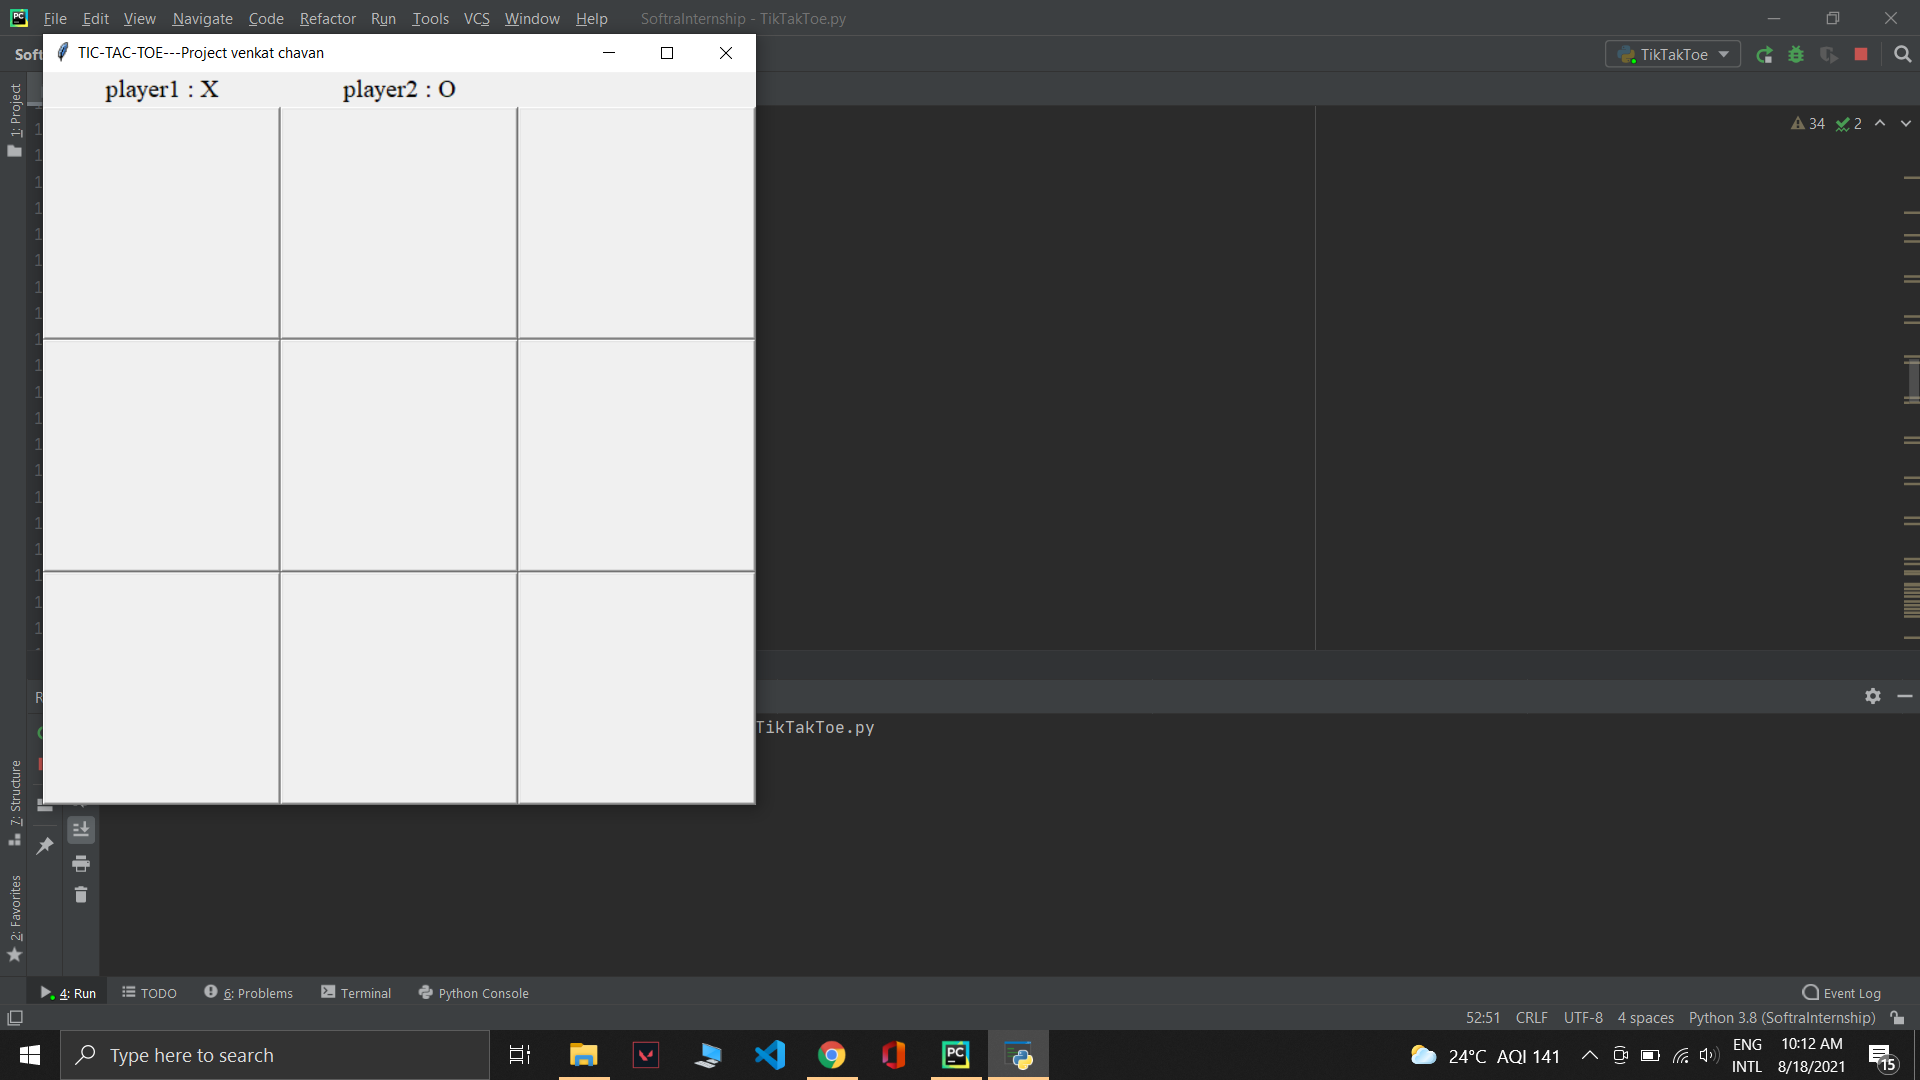 File Edit View Navigate Code Refactor Run Tools VCS Window Help SoftraInternship - TikTakToe.py
Soft
TikTakToe
TIC-TAC-TOE---Project venkat chavan
player1 : X player2 : O
34 2
1: Project
TikTakToe.py
7: Structure
2: Favorites
4: Run TODO 6: Problems Terminal Python Console Event Log
52:51 CRLF UTF-8 4 spaces Python 3.8 (SoftraInternship)
Type here to search
PC
24°C AQI 141
ENG
INTL
10:12 AM
8/18/2021
15